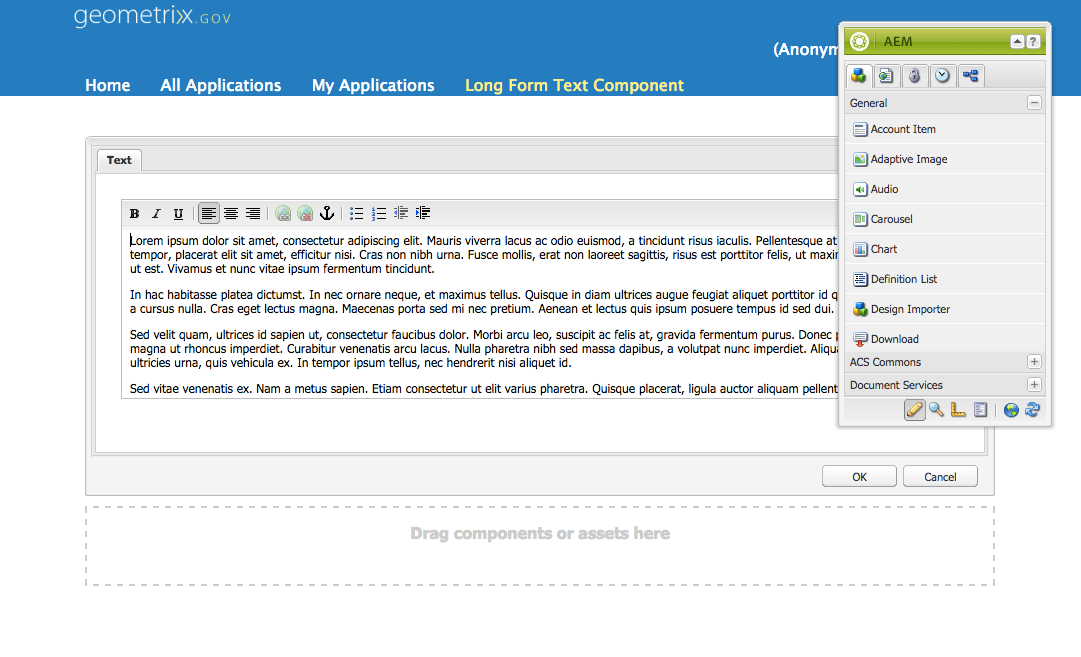 geometrixx.GOV
(Anonym
Home All Applications My Applications Long Form Text Component
Text
B I U
Lorem ipsum dolor sit amet, consectetur adipiscing elit. Mauris viverra lacus ac odio euismod, a tincidunt risus iaculis. Pellentesque at
tempor, placerat elit sit amet, efficitur nisi. Cras non nibh urna. Fusce mollis, erat non laoreet sagittis, risus est porttitor felis, ut maxi
ut est. Vivamus et nunc vitae ipsum fermentum tincidunt.
In hac habitasse platea dictumst. In nec ornare neque, et maximus tellus. Quisque in diam ultrices augue feugiat aliquet porttitor id q
a cursus nulla. Cras eget lectus magna. Maecenas porta sed mi nec pretium. Aenean et lectus quis ipsum posuere tempus id sed dui.
Sed velit quam, ultrices id sapien ut, consectetur faucibus dolor. Morbi arcu leo, suscipit ac felis at, gravida fermentum purus. Donec p
magna ut rhoncus imperdiet. Curabitur venenatis arcu lacus. Nulla pharetra nibh sed massa dapibus, a volutpat nunc imperdiet. Aliqu
ultricies urna, quis vehicula ex. In tempor ipsum tellus, nec hendrerit nisi aliquet id.
Sed vitae venenatis ex. Nam a metus sapien. Etiam consectetur ut elit varius pharetra. Quisque placerat, ligula auctor aliquam pellent
OK Cancel
Drag components or assets here
AEM
?
General
Account Item
Adaptive Image
Audio
Carousel
Chart
Definition List
Design Importer
Download
ACS Commons
Document Services